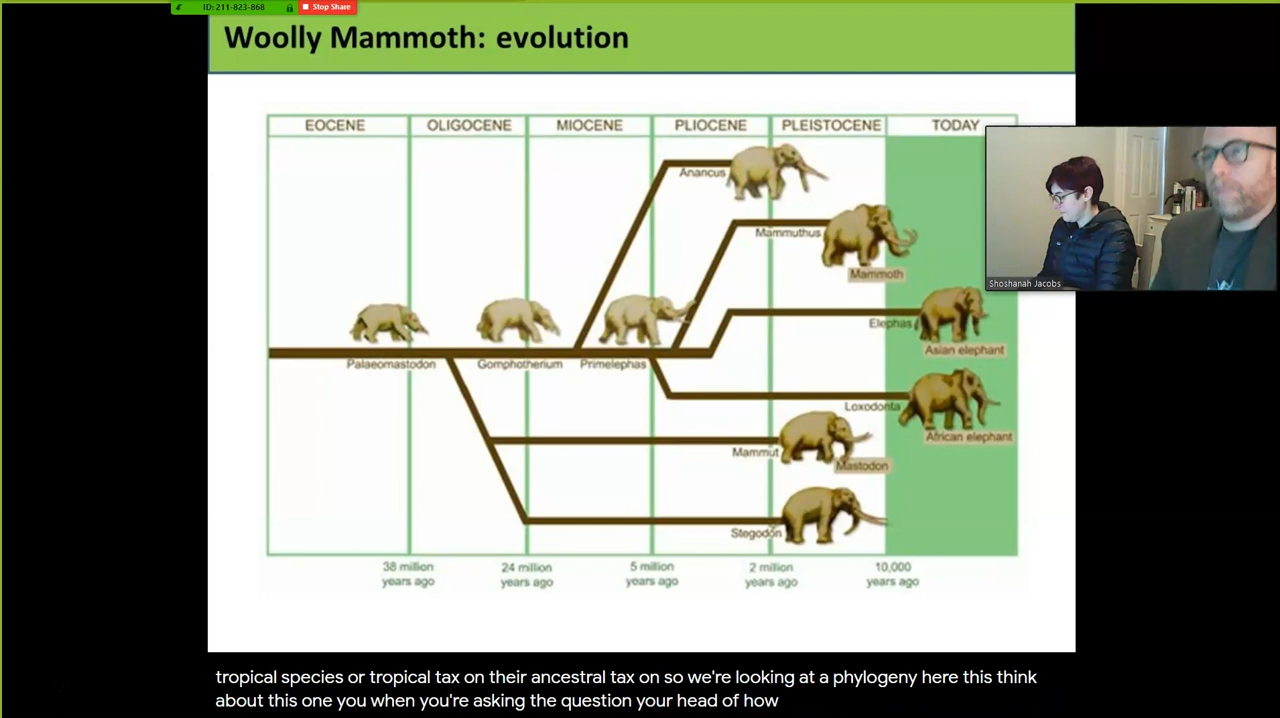 ID: 211-823-868
Stop Share
Woolly Mammoth: evolution
EOCENE OLIGOCENE MIOCENE PLIOCENE PLEISTOCENE TODAY
Anancus
Mammuthus
Mammoth
Shoshanah Jacobs
Elephas
Asian elephant
Palaeomastodon Gomphotherium Primelephas
Loxodonta
African elephant
Mammut
Mastodon
Stegodon
38 million 24 million 5 million 2 million 10,000
years ago years ago years ago years ago years ago
tropical species or tropical tax on their ancestral tax on so we're looking at a phylogeny here this think
about this one you when you're asking the question your head of how